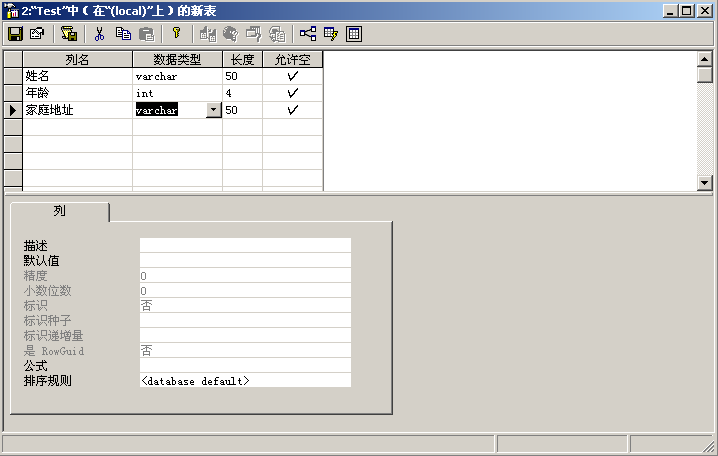 2:“Test”中(在“(local)”上)的新表
列名 数据类型 长度 允许空
姓名 varchar 50
年龄 int 4
家庭地址 varchar 50
列
描述
默认值
精度 0
小数位数 0
标识 否
标识种子
标识递增量
是 RowGuid 否
公式
排序规则 <database default>